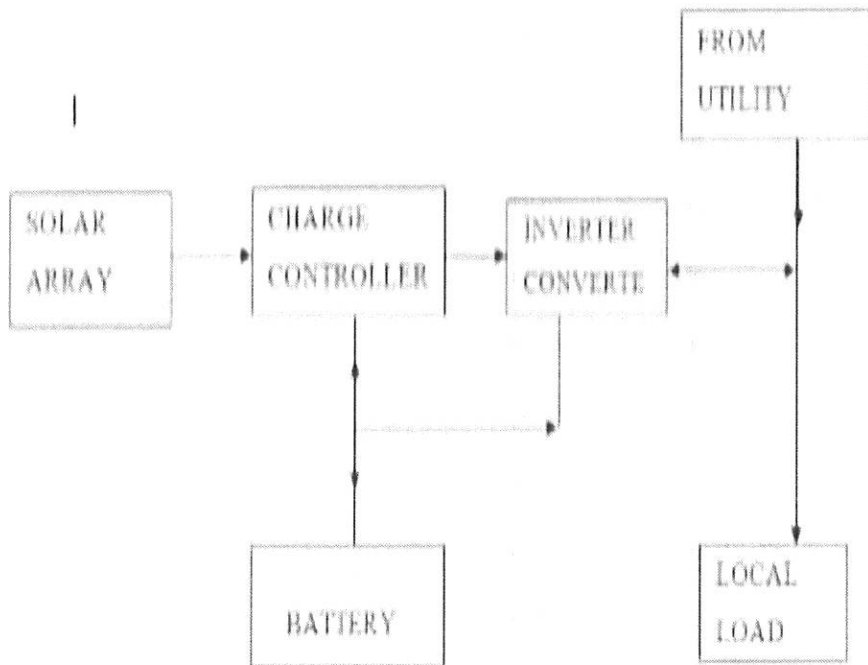 FROM
UTILITY
SOLAR
ARRAY
CHARGE
CONTROLLER
INVERTER
CONVERTE
BATTERY
LOCAL
LOAD